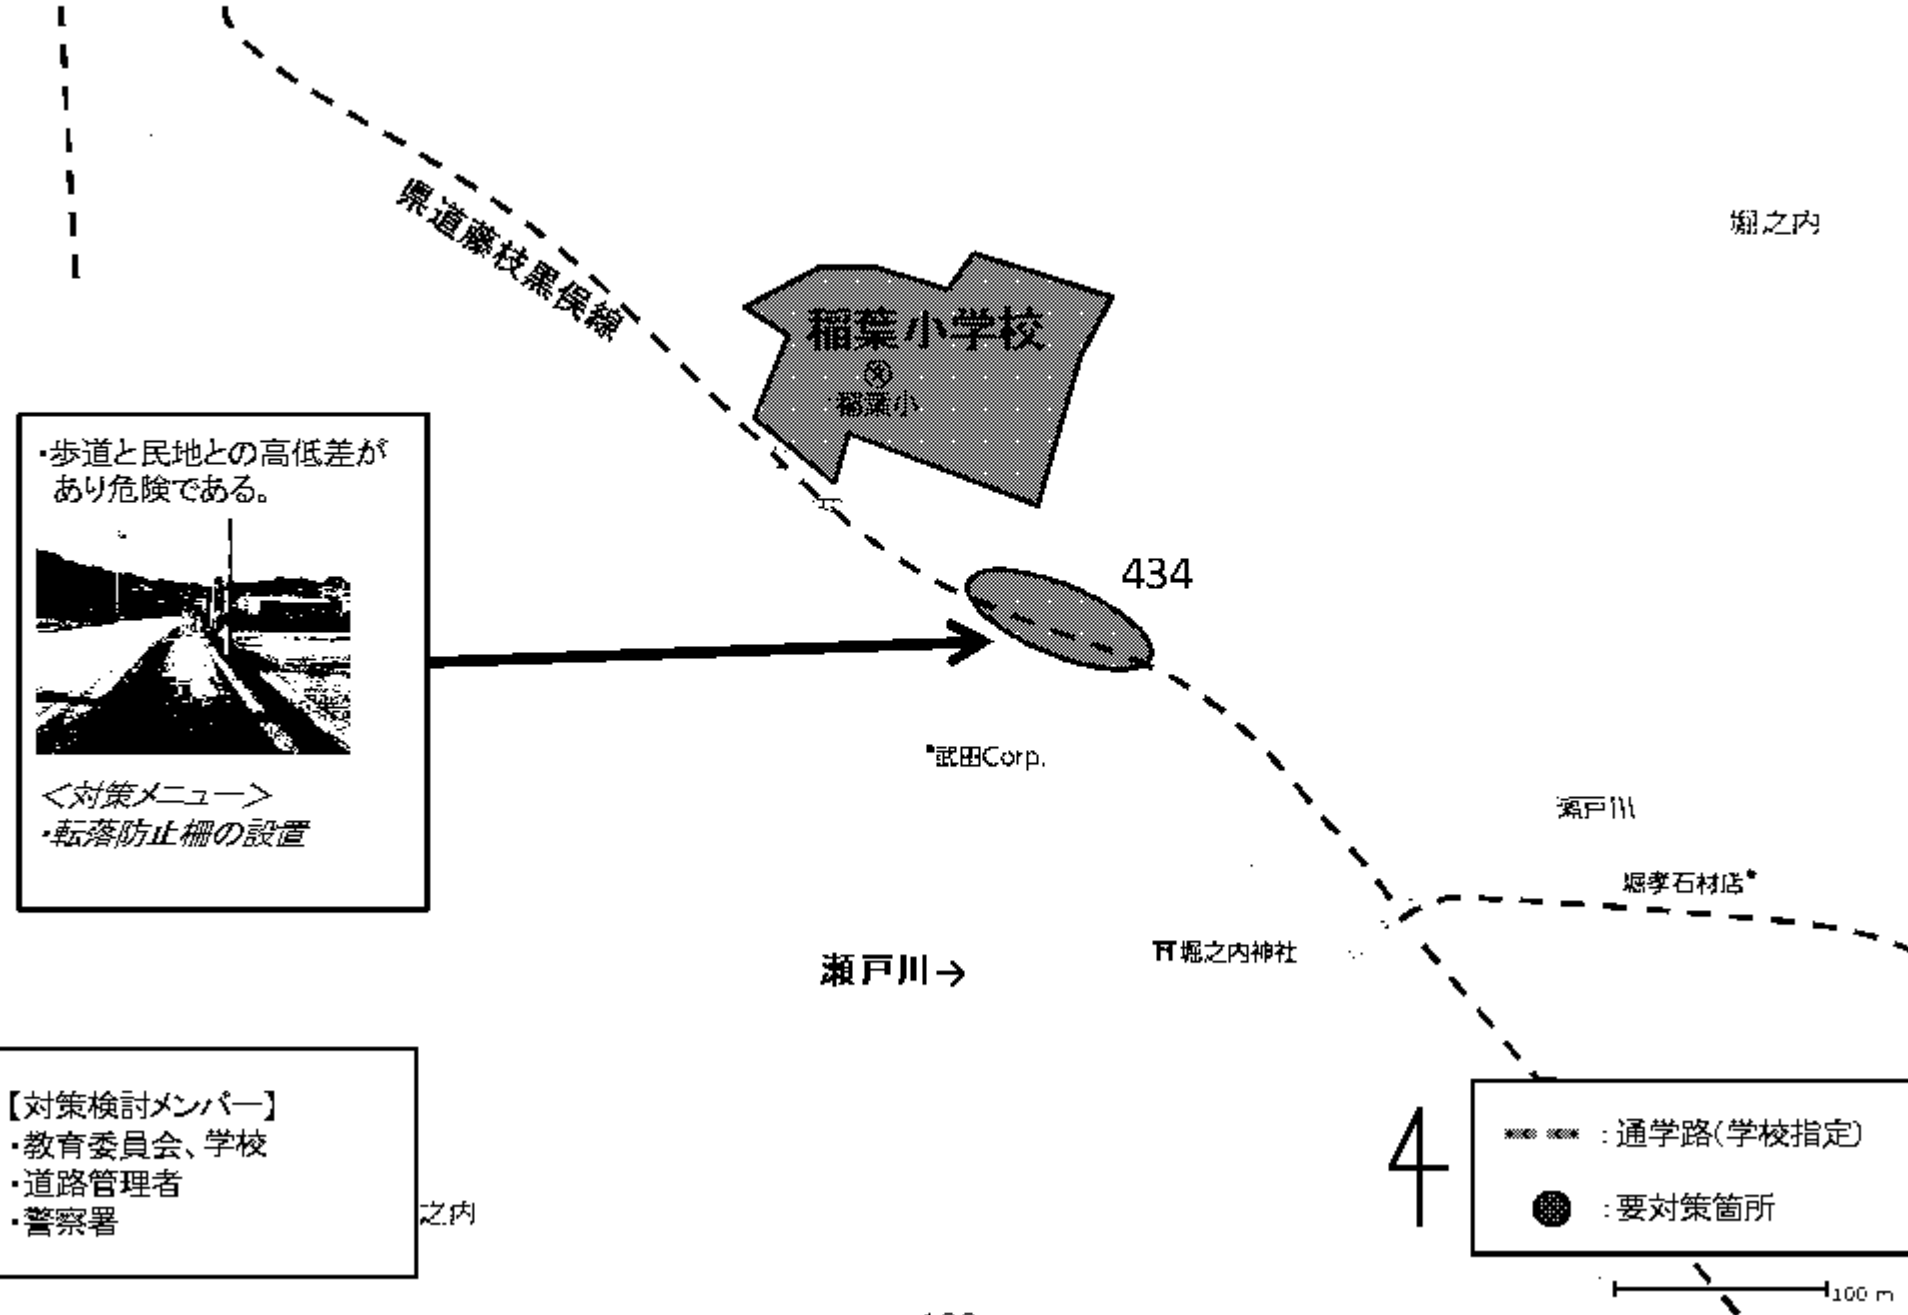 県道藤枝黒俣線
堀之内
稲葉小学校
稲葉小
・歩道と民地との高低差が
あり危険である。
434
<対策メニュー>
・転落防止柵の設置
武田Corp.
瀬戸川
堀孝石材店
堀之内神社
瀬戸川→
【対策検討メンバー】
・教育委員会、学校
・道路管理者
・警察署
之内
：通学路(学校指定)
：要対策箇所
100 m